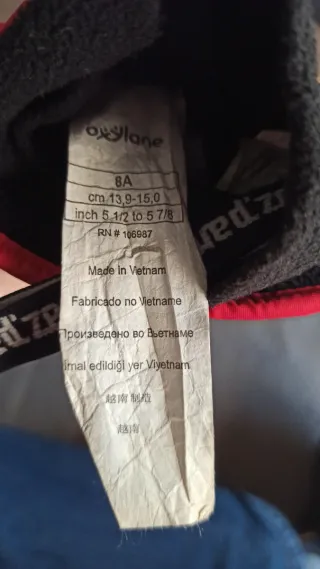 oxylane
8A
cm 13,9-15,0
inch 5 1/2 to 5 7/8
RN # 106987
Made in Vietnam
Fabricado no Vietname
Произведено во Вьетнаме
imal edildiği yer Viyetnam
越南 制造
越南